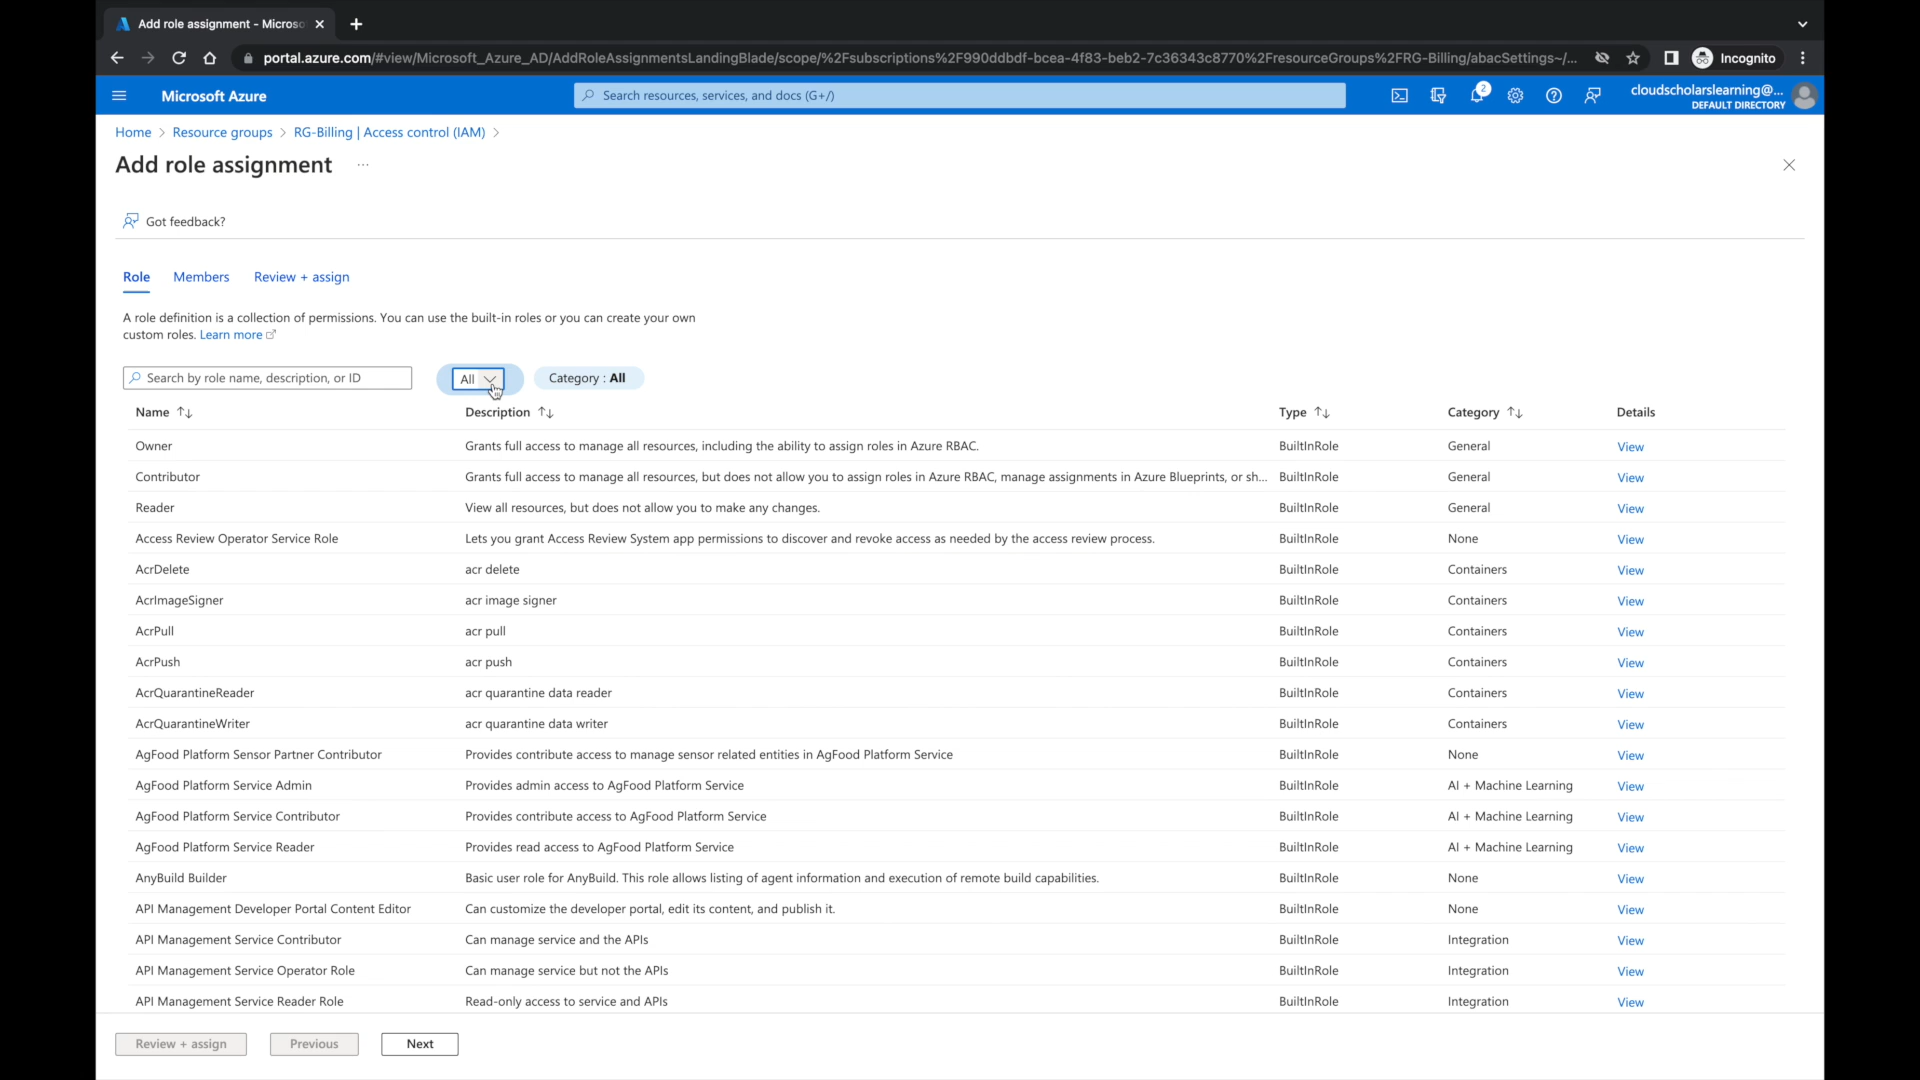 Add role assignment - Microso
portal.azure.com/#view/Microsoft_Azure_AD/AddRoleAssignmentsLandingBlade/scope/%2Fsubscriptions%2F990ddbdf-bcea-4f83-beb2-7c36343c8770%2FresourceGroups%2FRG-Billing/abacSettings~/...
Incognito
Microsoft Azure
Search resources, services, and docs (G+/)
2
cloudscholarslearning@...
DEFAULT DIRECTORY
Home > Resource groups > RG-Billing | Access control (IAM) >
Add role assignment ...
Got feedback?
Role Members Review + assign
A role definition is a collection of permissions. You can use the built-in roles or you can create your own
custom roles. Learn more
Search by role name, description, or ID All Category : All
Name Description Type Category Details
Owner Grants full access to manage all resources, including the ability to assign roles in Azure RBAC. BuiltInRole General View
Contributor Grants full access to manage all resources, but does not allow you to assign roles in Azure RBAC, manage assignments in Azure Blueprints, or sh... BuiltInRole General View
Reader View all resources, but does not allow you to make any changes. BuiltInRole General View
Access Review Operator Service Role Lets you grant Access Review System app permissions to discover and revoke access as needed by the access review process. BuiltInRole None View
AcrDelete acr delete BuiltInRole Containers View
AcrImageSigner acr image signer BuiltInRole Containers View
AcrPull acr pull BuiltInRole Containers View
AcrPush acr push BuiltInRole Containers View
AcrQuarantineReader acr quarantine data reader BuiltInRole Containers View
AcrQuarantineWriter acr quarantine data writer BuiltInRole Containers View
AgFood Platform Sensor Partner Contributor Provides contribute access to manage sensor related entities in AgFood Platform Service BuiltInRole None View
AgFood Platform Service Admin Provides admin access to AgFood Platform Service BuiltInRole AI + Machine Learning View
AgFood Platform Service Contributor Provides contribute access to AgFood Platform Service BuiltInRole AI + Machine Learning View
AgFood Platform Service Reader Provides read access to AgFood Platform Service BuiltInRole AI + Machine Learning View
AnyBuild Builder Basic user role for AnyBuild. This role allows listing of agent information and execution of remote build capabilities. BuiltInRole None View
API Management Developer Portal Content Editor Can customize the developer portal, edit its content, and publish it. BuiltInRole None View
API Management Service Contributor Can manage service and the APIs BuiltInRole Integration View
API Management Service Operator Role Can manage service but not the APIs BuiltInRole Integration View
API Management Service Reader Role Read-only access to service and APIs BuiltInRole Integration View
Review + assign Previous Next